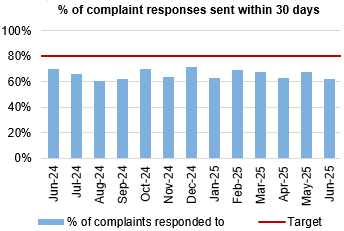 % of complaint responses sent within 30 days
100%
80%
60%
40%
20%
0%
Jun-24
Jul-24
Aug-24
Sep-24
Oct-24
Nov-24
Dec-24
Jan-25
Feb-25
Mar-25
Apr-25
May-25
Jun-25
% of complaints responded to
Target